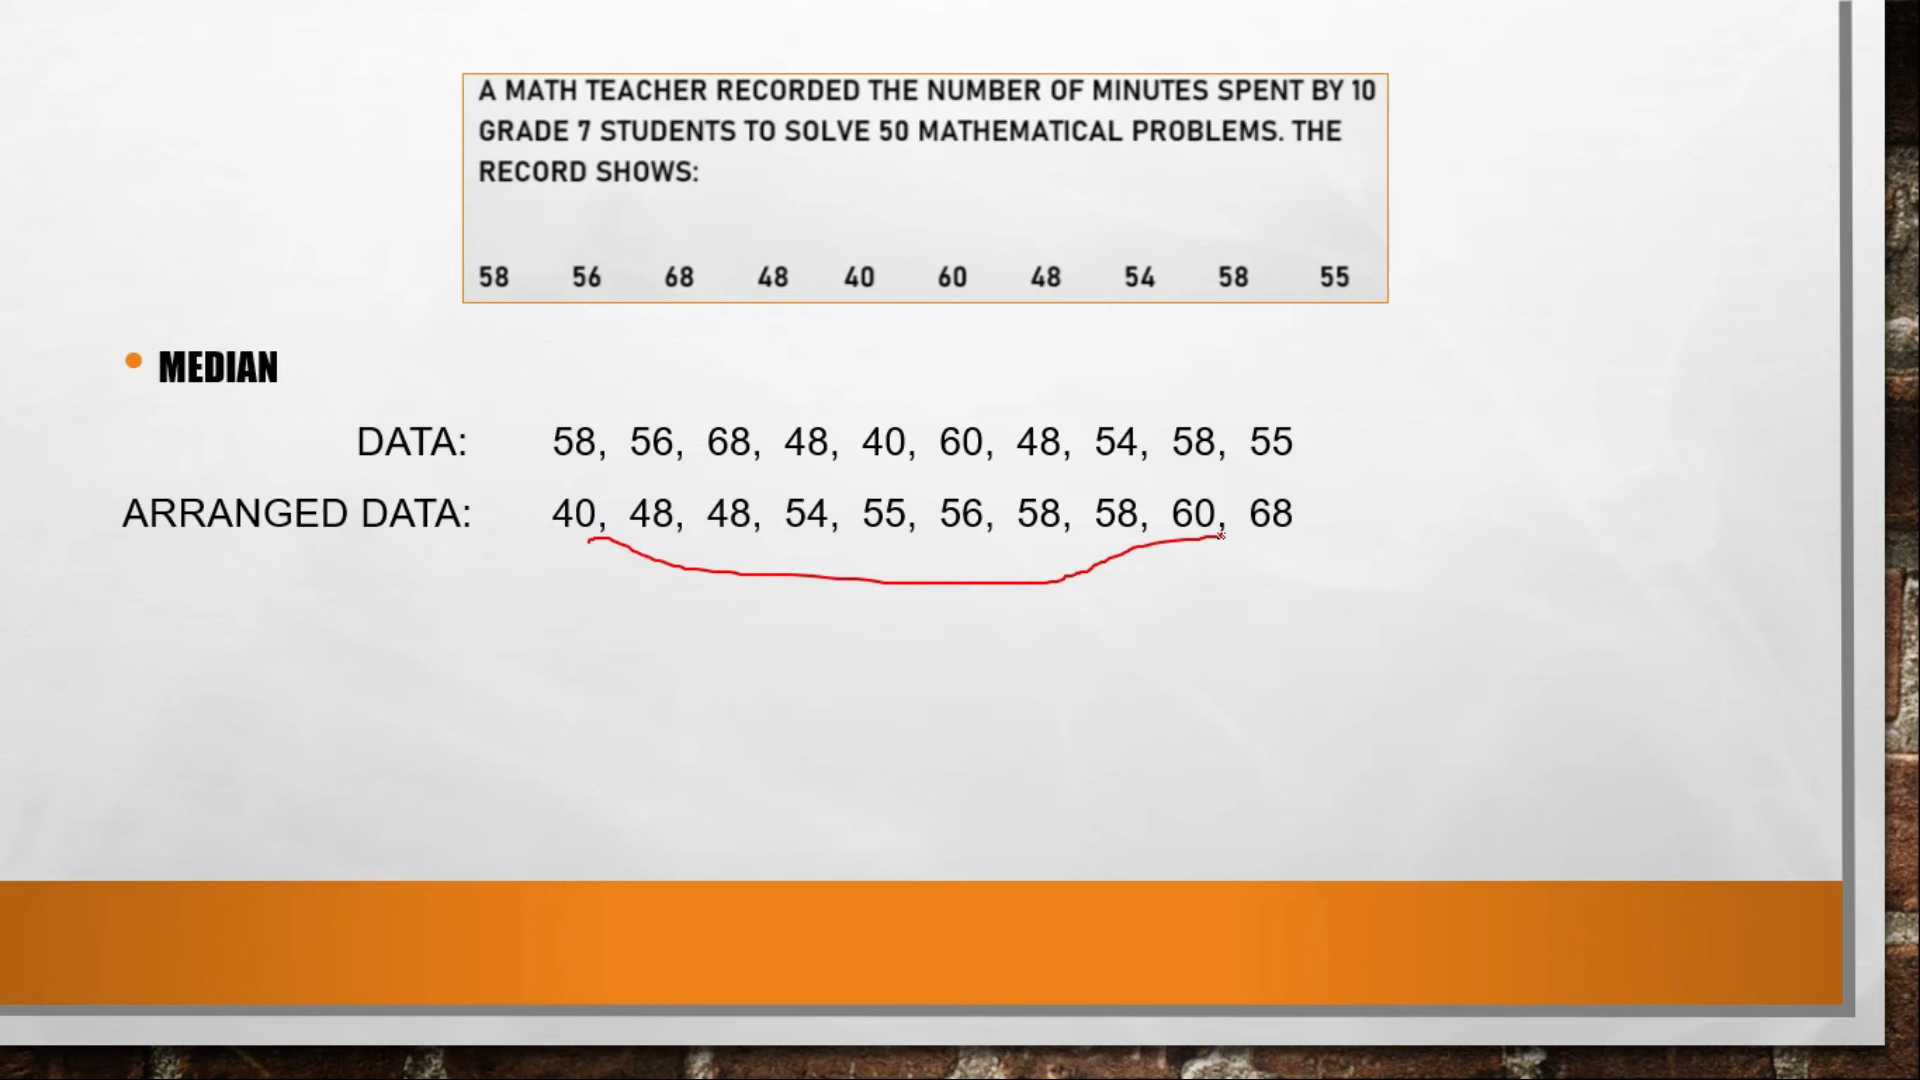 A MATH TEACHER RECORDED THE NUMBER OF MINUTES SPENT BY 10
GRADE 7 STUDENTS TO SOLVE 50 MATHEMATICAL PROBLEMS. THE
RECORD SHOWS:
58 56 68 48 40 60 48 54 58 55
• MEDIAN
DATA: 58, 56, 68, 48, 40, 60, 48, 54, 58, 55
ARRANGED DATA: 40, 48, 48, 54, 55, 56, 58, 58, 60, 68